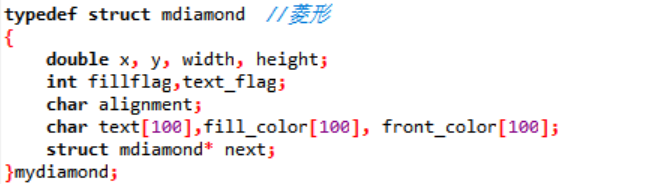 typedef struct mdiamond  //菱形
{
    double x, y, width, height;
    int fillflag,text_flag;
    char alignment;
    char text[100],fill_color[100], front_color[100];
    struct mdiamond* next;
}mydiamond;